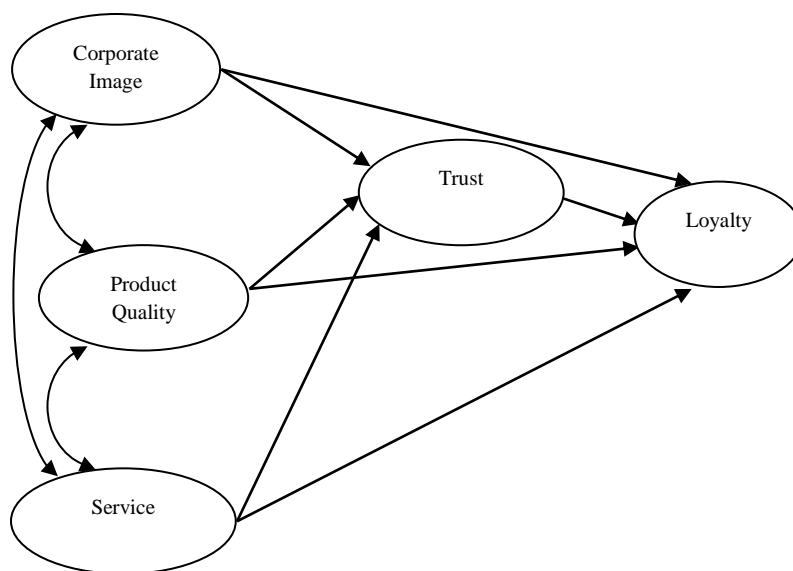 Corporate
Image
Trust
Loyalty
Product
Quality
Service